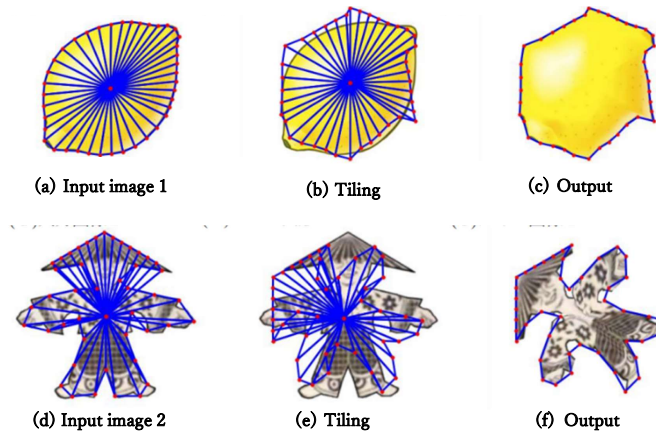 (a) Input image 1
(b) Tiling
(c) Output
(d) Input image 2
(e) Tiling
(f) Output